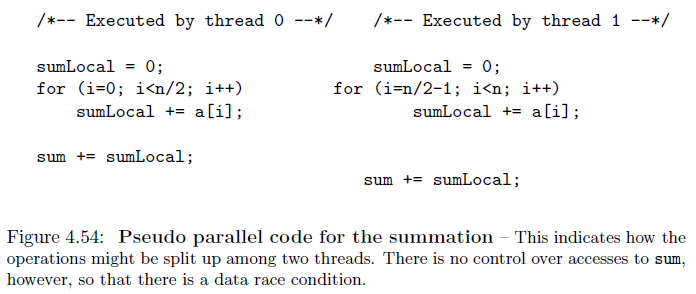 /*-- Executed by thread 0 --*/ /*-- Executed by thread 1 --*/
sumLocal = 0; sumLocal = 0;
for (i=0; i<n/2; i++) for (i=n/2-1; i<n; i++)
sumLocal += a[i]; sumLocal += a[i];
sum += sumLocal;
sum += sumLocal;
Figure 4.54: Pseudo parallel code for the summation – This indicates how the
operations might be split up among two threads. There is no control over accesses to sum,
however, so that there is a data race condition.